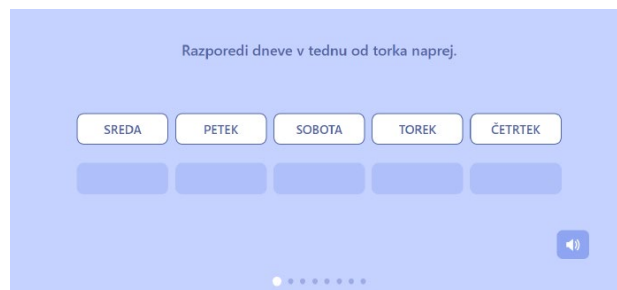 Razporedi dneve v tednu od torka naprej.
SREDA PETEK SOBOTA TOREK ČETRTEK